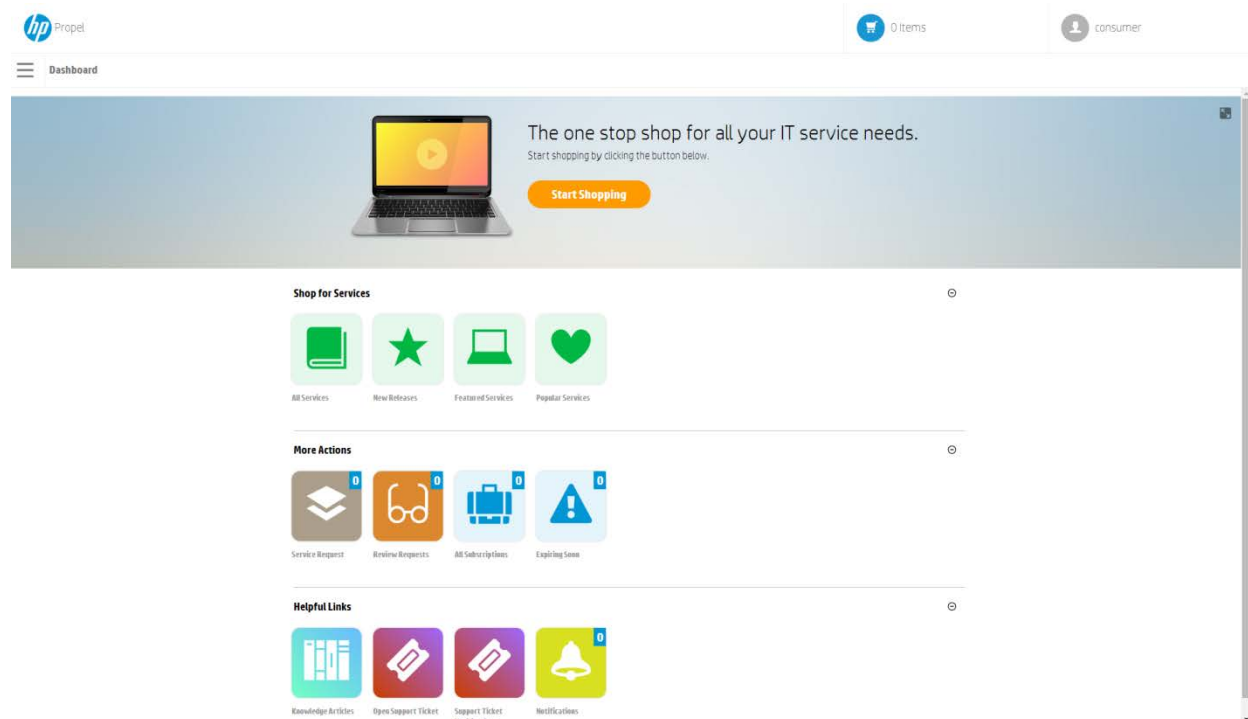 hp Propel
0 Items
consumer
Dashboard
The one stop shop for all your IT service needs.
Start shopping by clicking the button below.
Start Shopping
Shop for Services
All Services
New Releases
Featured Services
Popular Services
More Actions
0
0
0
0
Service Request
Review Requests
All Subscriptions
Expiring Soon
Helpful Links
0
Knowledge Articles
Open Support Ticket
Support Ticket
Notifications